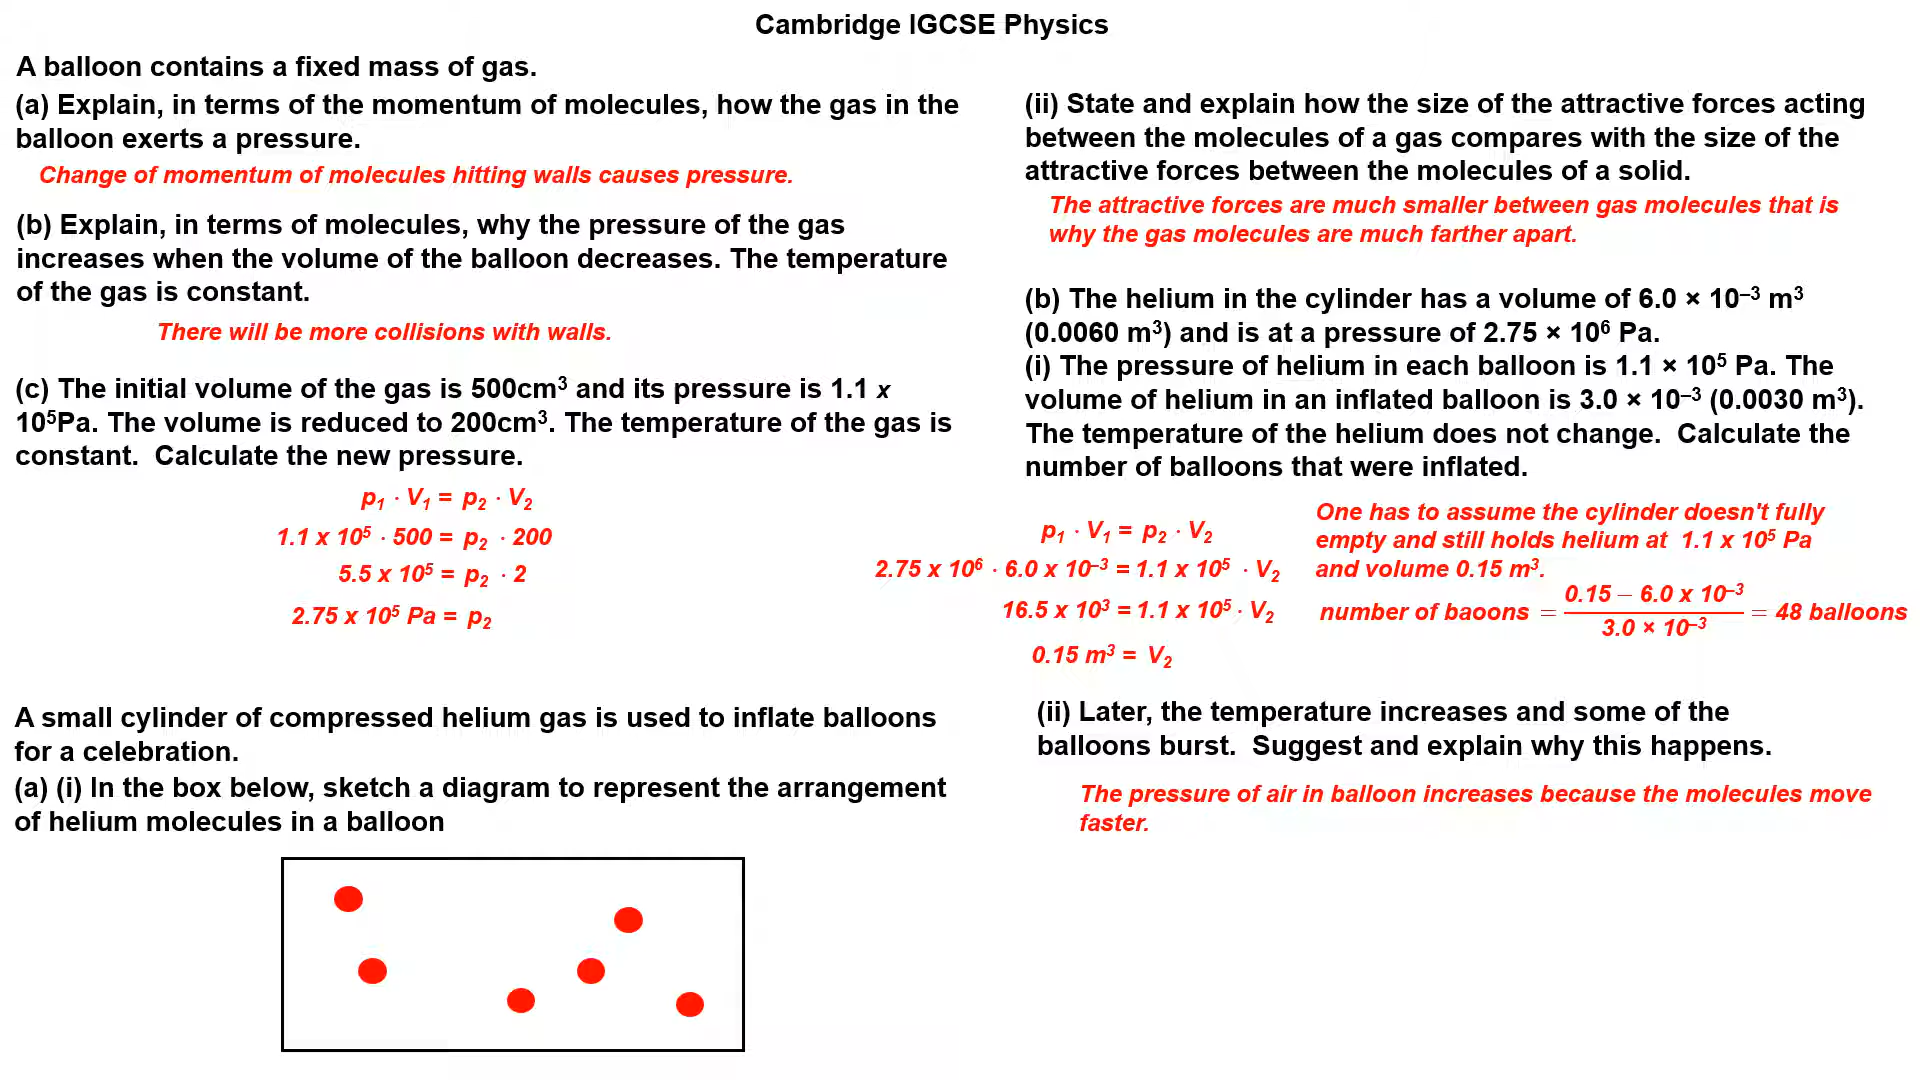 Cambridge IGCSE Physics
A balloon contains a fixed mass of gas.
(a) Explain, in terms of the momentum of molecules, how the gas in the
balloon exerts a pressure.
Change of momentum of molecules hitting walls causes pressure.
(b) Explain, in terms of molecules, why the pressure of the gas
increases when the volume of the balloon decreases. The temperature
of the gas is constant.
There will be more collisions with walls.
(c) The initial volume of the gas is 500cm³ and its pressure is 1.1 x
10⁵Pa. The volume is reduced to 200cm³. The temperature of the gas is
constant.  Calculate the new pressure.
p₁ · V₁ = p₂ · V₂
1.1 x 10⁵ · 500 = p₂ · 200
5.5 x 10⁵ = p₂ · 2
2.75 x 10⁵ Pa = p₂
A small cylinder of compressed helium gas is used to inflate balloons
for a celebration.
(a) (i) In the box below, sketch a diagram to represent the arrangement
of helium molecules in a balloon
(ii) State and explain how the size of the attractive forces acting
between the molecules of a gas compares with the size of the
attractive forces between the molecules of a solid.
The attractive forces are much smaller between gas molecules that is
why the gas molecules are much farther apart.
(b) The helium in the cylinder has a volume of 6.0 × 10⁻³ m³
(0.0060 m³) and is at a pressure of 2.75 × 10⁶ Pa.
(i) The pressure of helium in each balloon is 1.1 × 10⁵ Pa. The
volume of helium in an inflated balloon is 3.0 × 10⁻³ (0.0030 m³).
The temperature of the helium does not change.  Calculate the
number of balloons that were inflated.
p₁ · V₁ = p₂ · V₂
2.75 x 10⁶ · 6.0 x 10⁻³ = 1.1 x 10⁵ · V₂
16.5 x 10³ = 1.1 x 10⁵ · V₂
0.15 m³ = V₂
One has to assume the cylinder doesn't fully
empty and still holds helium at 1.1 x 10⁵ Pa
and volume 0.15 m³.
0.15 – 6.0 x 10⁻³
number of baoons = = 48 balloons
3.0 × 10⁻³
(ii) Later, the temperature increases and some of the
balloons burst.  Suggest and explain why this happens.
The pressure of air in balloon increases because the molecules move
faster.